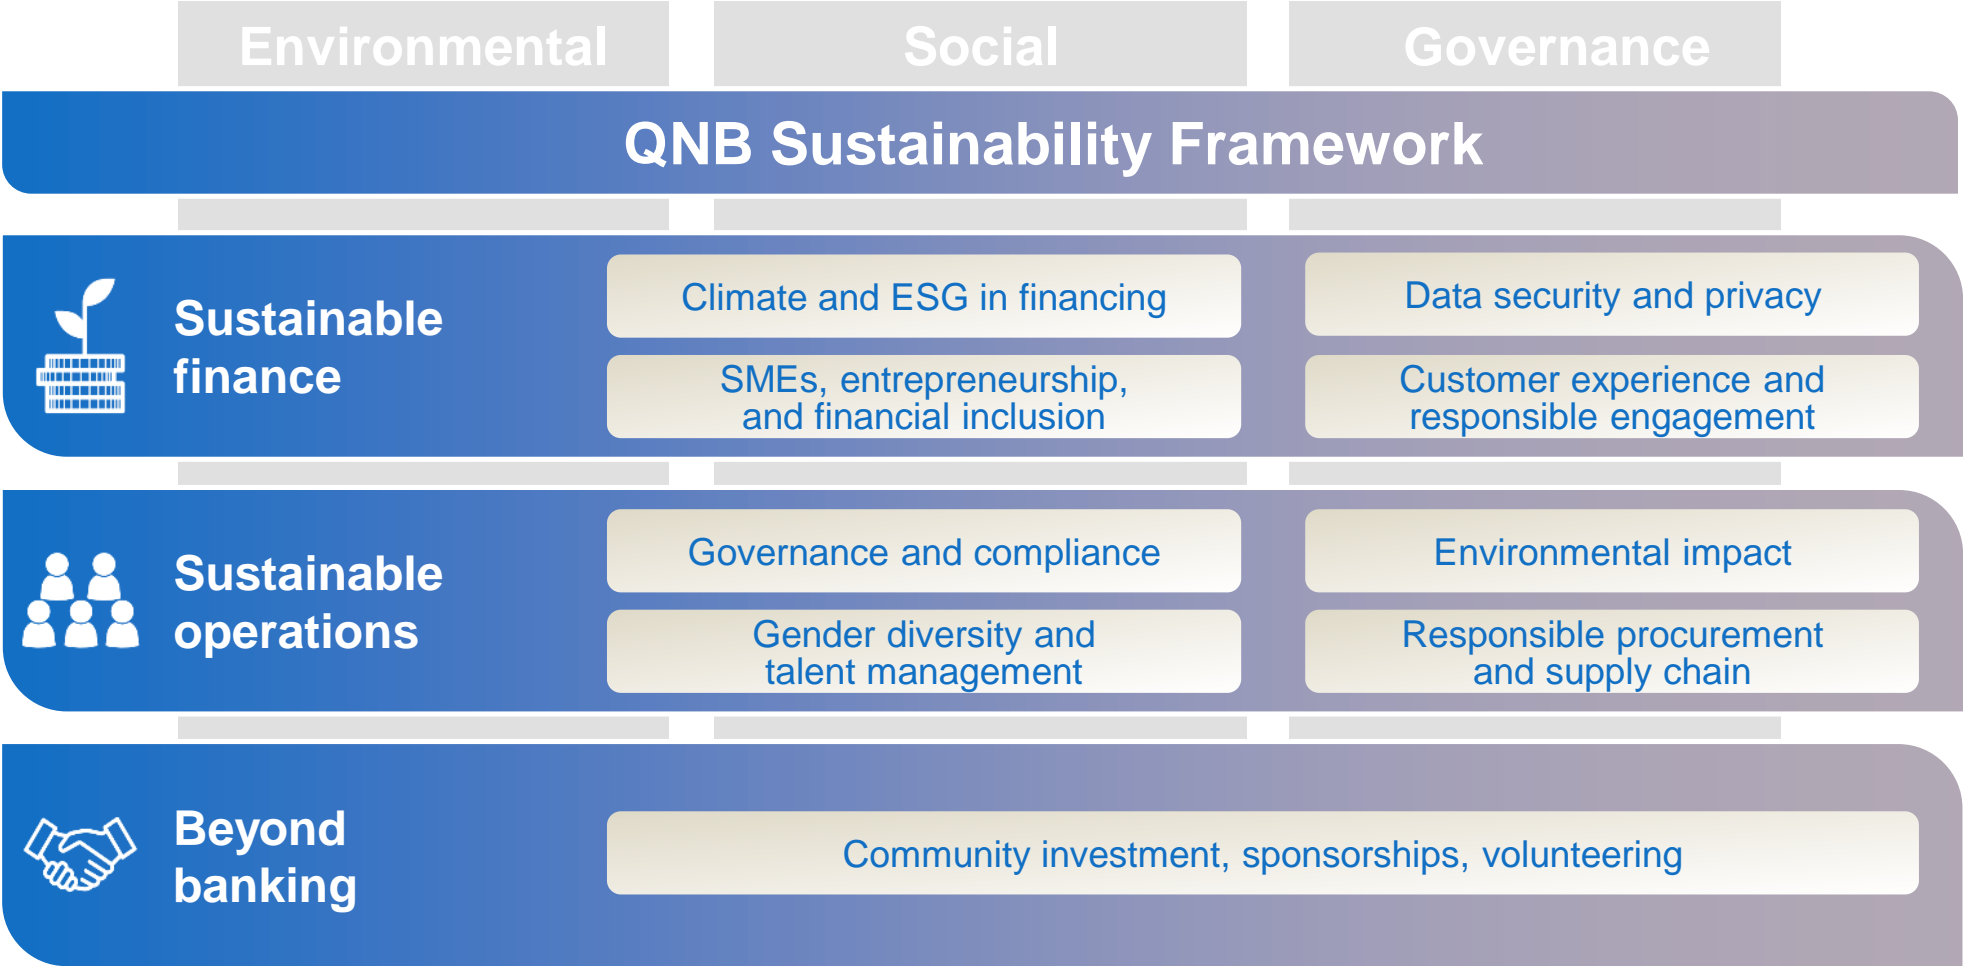 Environmental
Social
Governance
QNB Sustainability Framework
Sustainable
finance
Climate and ESG in financing
Data security and privacy
SMEs, entrepreneurship,
and financial inclusion
Customer experience and
responsible engagement
Sustainable
operations
Governance and compliance
Environmental impact
Gender diversity and
talent management
Responsible procurement
and supply chain
Beyond
banking
Community investment, sponsorships, volunteering